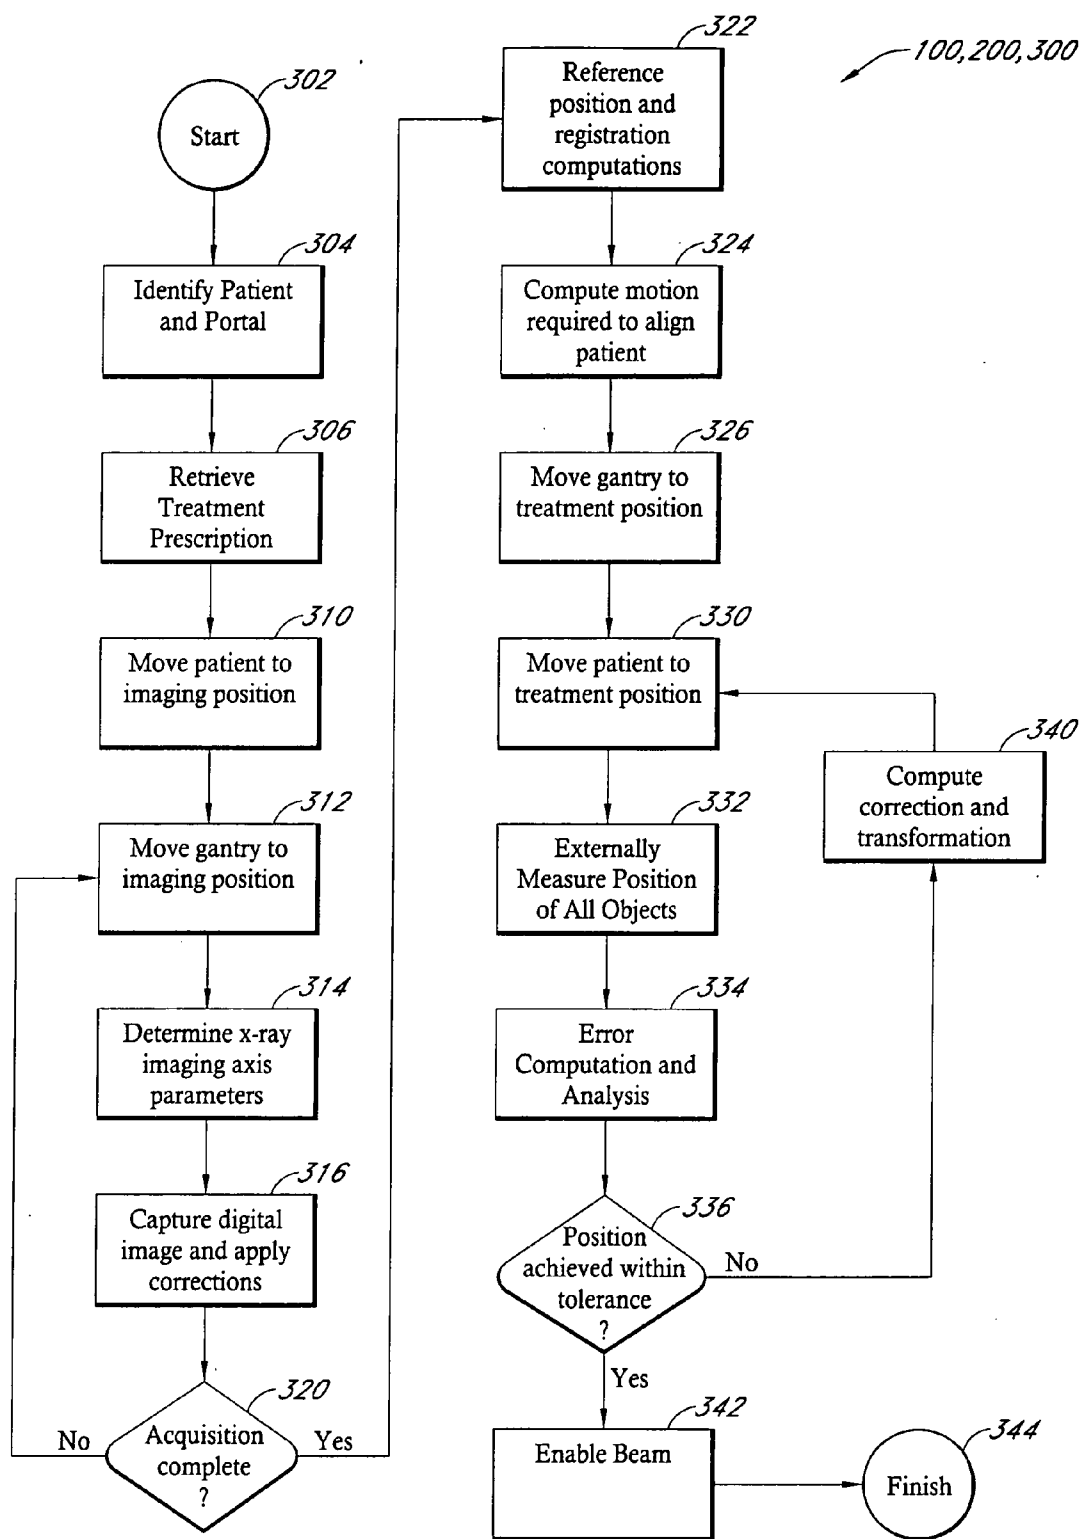 302
Start
304
Identify Patient
and Portal
306
Retrieve
Treatment
Prescription
310
Move patient to
imaging position
312
Move gantry to
imaging position
314
Determine x-ray
imaging axis
parameters
316
Capture digital
image and apply
corrections
320
Acquisition
complete
?
No
Yes
322
Reference
position and
registration
computations
100,200,300
324
Compute motion
required to align
patient
326
Move gantry to
treatment position
330
Move patient to
treatment position
332
Externally
Measure Position
of All Objects
334
Error
Computation and
Analysis
336
Position
achieved within
tolerance
?
No
Yes
340
Compute
correction and
transformation
342
Enable Beam
344
Finish